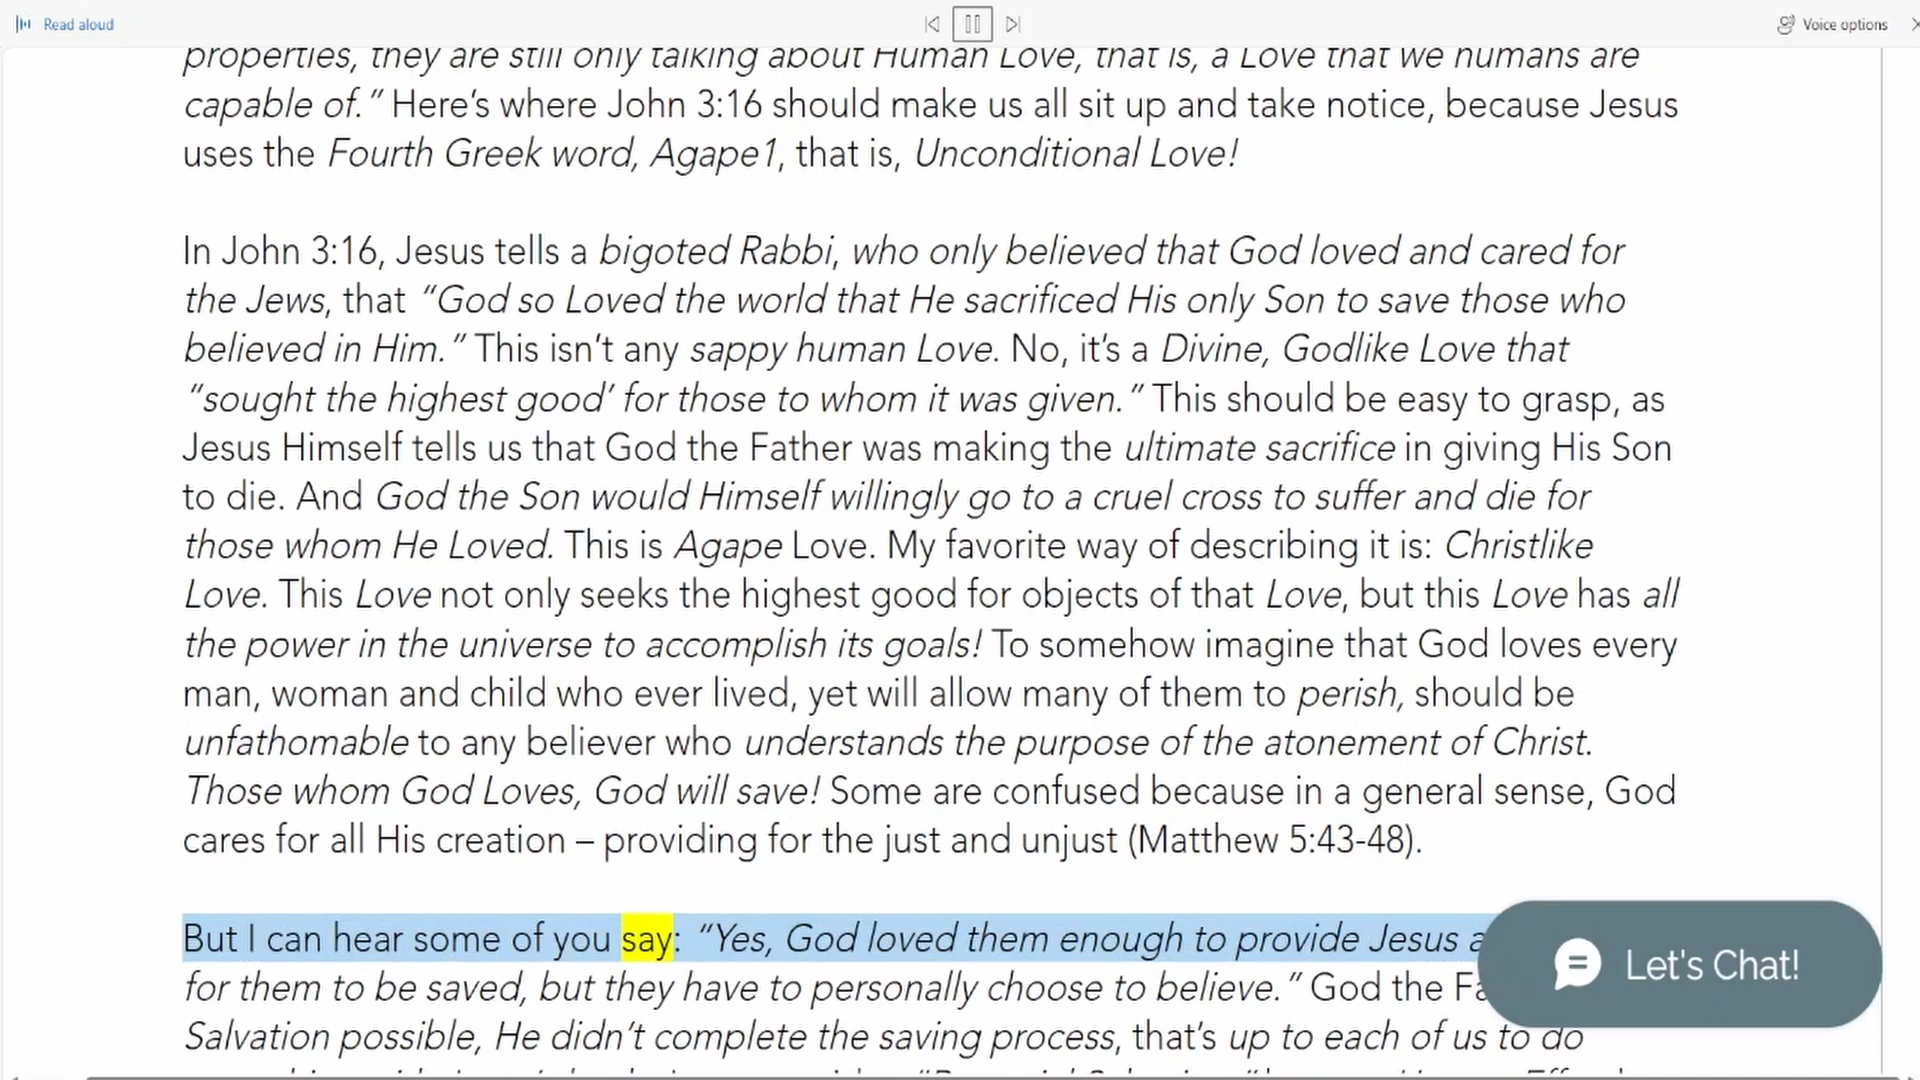 Read aloud
Voice options
properties, they are still only talking about Human Love, that is, a Love that we humans are
capable of.” Here’s where John 3:16 should make us all sit up and take notice, because Jesus
uses the Fourth Greek word, Agape1, that is, Unconditional Love!
In John 3:16, Jesus tells a bigoted Rabbi, who only believed that God loved and cared for
the Jews, that “God so Loved the world that He sacrificed His only Son to save those who
believed in Him.” This isn’t any sappy human Love. No, it’s a Divine, Godlike Love that
“sought the highest good’ for those to whom it was given.” This should be easy to grasp, as
Jesus Himself tells us that God the Father was making the ultimate sacrifice in giving His Son
to die. And God the Son would Himself willingly go to a cruel cross to suffer and die for
those whom He Loved. This is Agape Love. My favorite way of describing it is: Christlike
Love. This Love not only seeks the highest good for objects of that Love, but this Love has all
the power in the universe to accomplish its goals! To somehow imagine that God loves every
man, woman and child who ever lived, yet will allow many of them to perish, should be
unfathomable to any believer who understands the purpose of the atonement of Christ.
Those whom God Loves, God will save! Some are confused because in a general sense, God
cares for all His creation – providing for the just and unjust (Matthew 5:43-48).
But I can hear some of you say: “Yes, God loved them enough to provide Jesus
for them to be saved, but they have to personally choose to believe.” God the
Let's Chat!
Salvation possible, He didn’t complete the saving process, that’s up to each of us to do